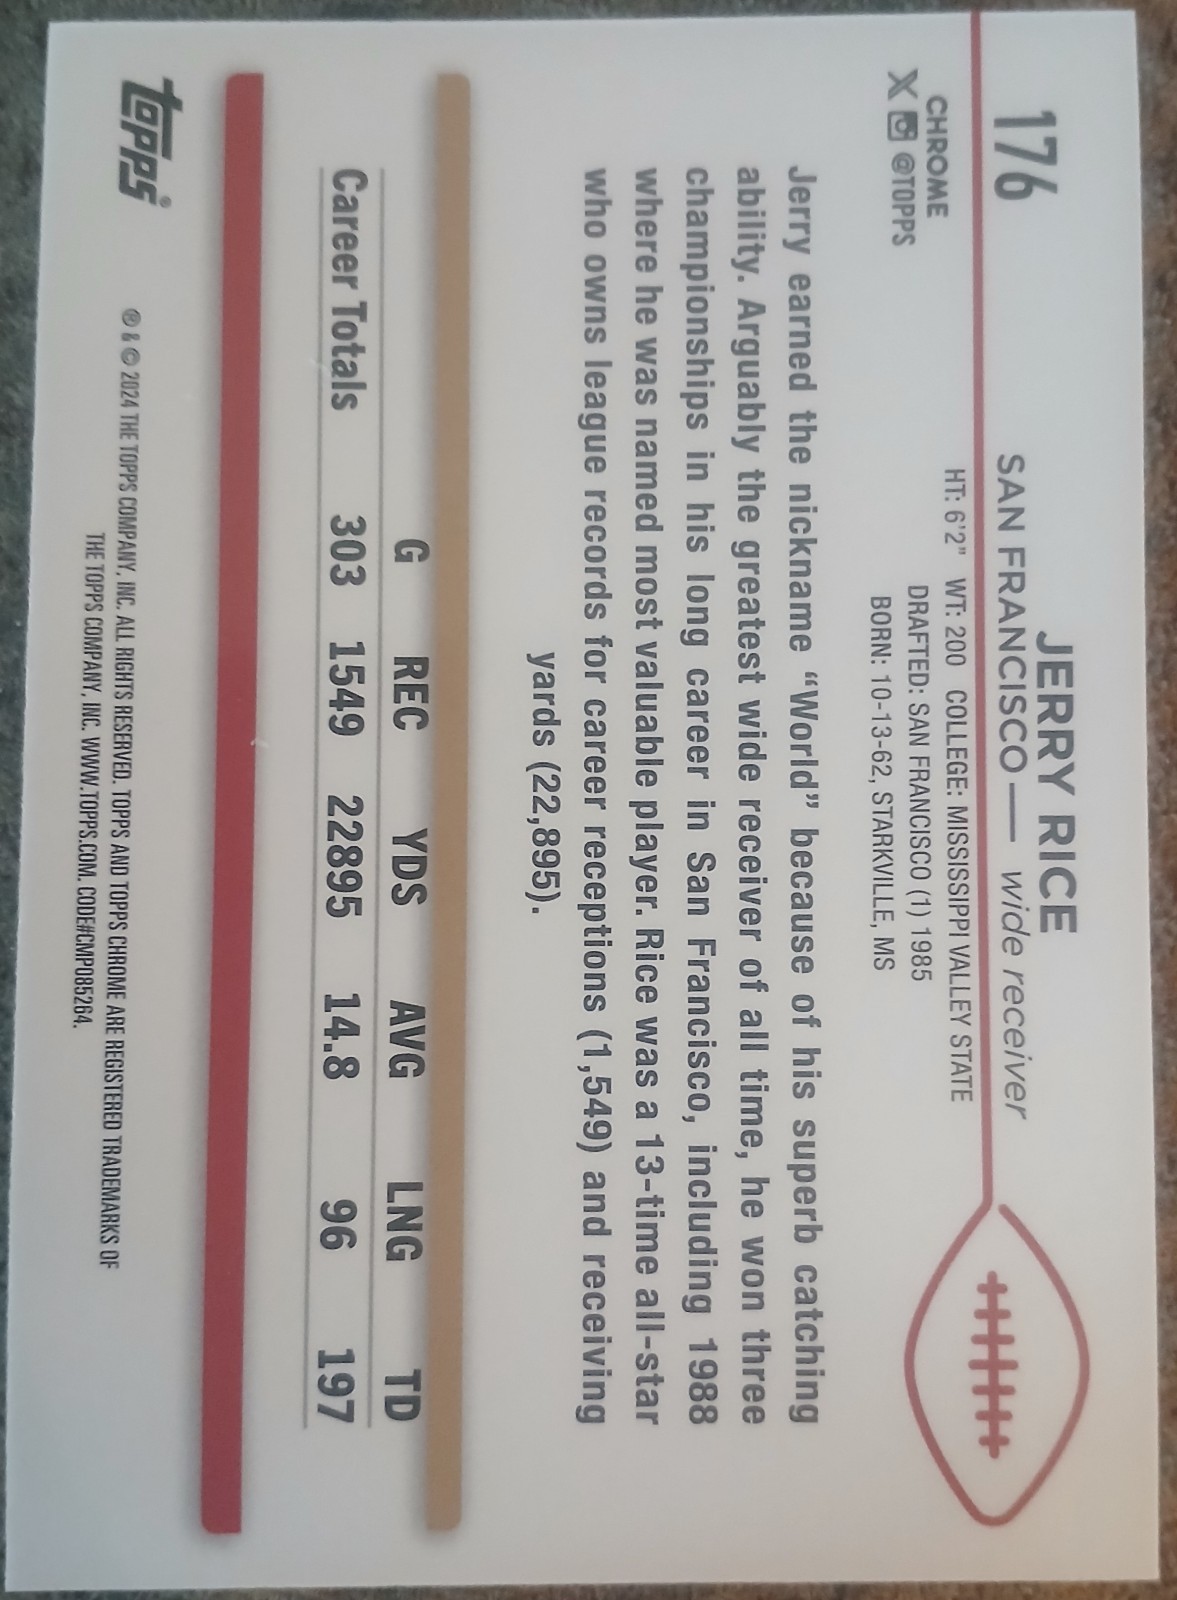 176
JERRY RICE
SAN FRANCISCO — wide receiver
CHROME
X @TOPPS
HT: 6'2" WT: 200 COLLEGE: MISSISSIPPI VALLEY STATE
DRAFTED: SAN FRANCISCO (1) 1985
BORN: 10-13-62, STARKVILLE, MS
Jerry earned the nickname "World" because of his superb catching
ability. Arguably the greatest wide receiver of all time, he won three
championships in his long career in San Francisco, including 1988
where he was named most valuable player. Rice was a 13-time all-star
who owns league records for career receptions (1,549) and receiving
yards (22,895).
G REC YDS AVG LNG TD
Career Totals 303 1549 22895 14.8 96 197
topps®
® & © 2024 THE TOPPS COMPANY, INC. ALL RIGHTS RESERVED. TOPPS AND TOPPS CHROME ARE REGISTERED TRADEMARKS OF
THE TOPPS COMPANY, INC. WWW.TOPPS.COM. CODE#CMP085264.